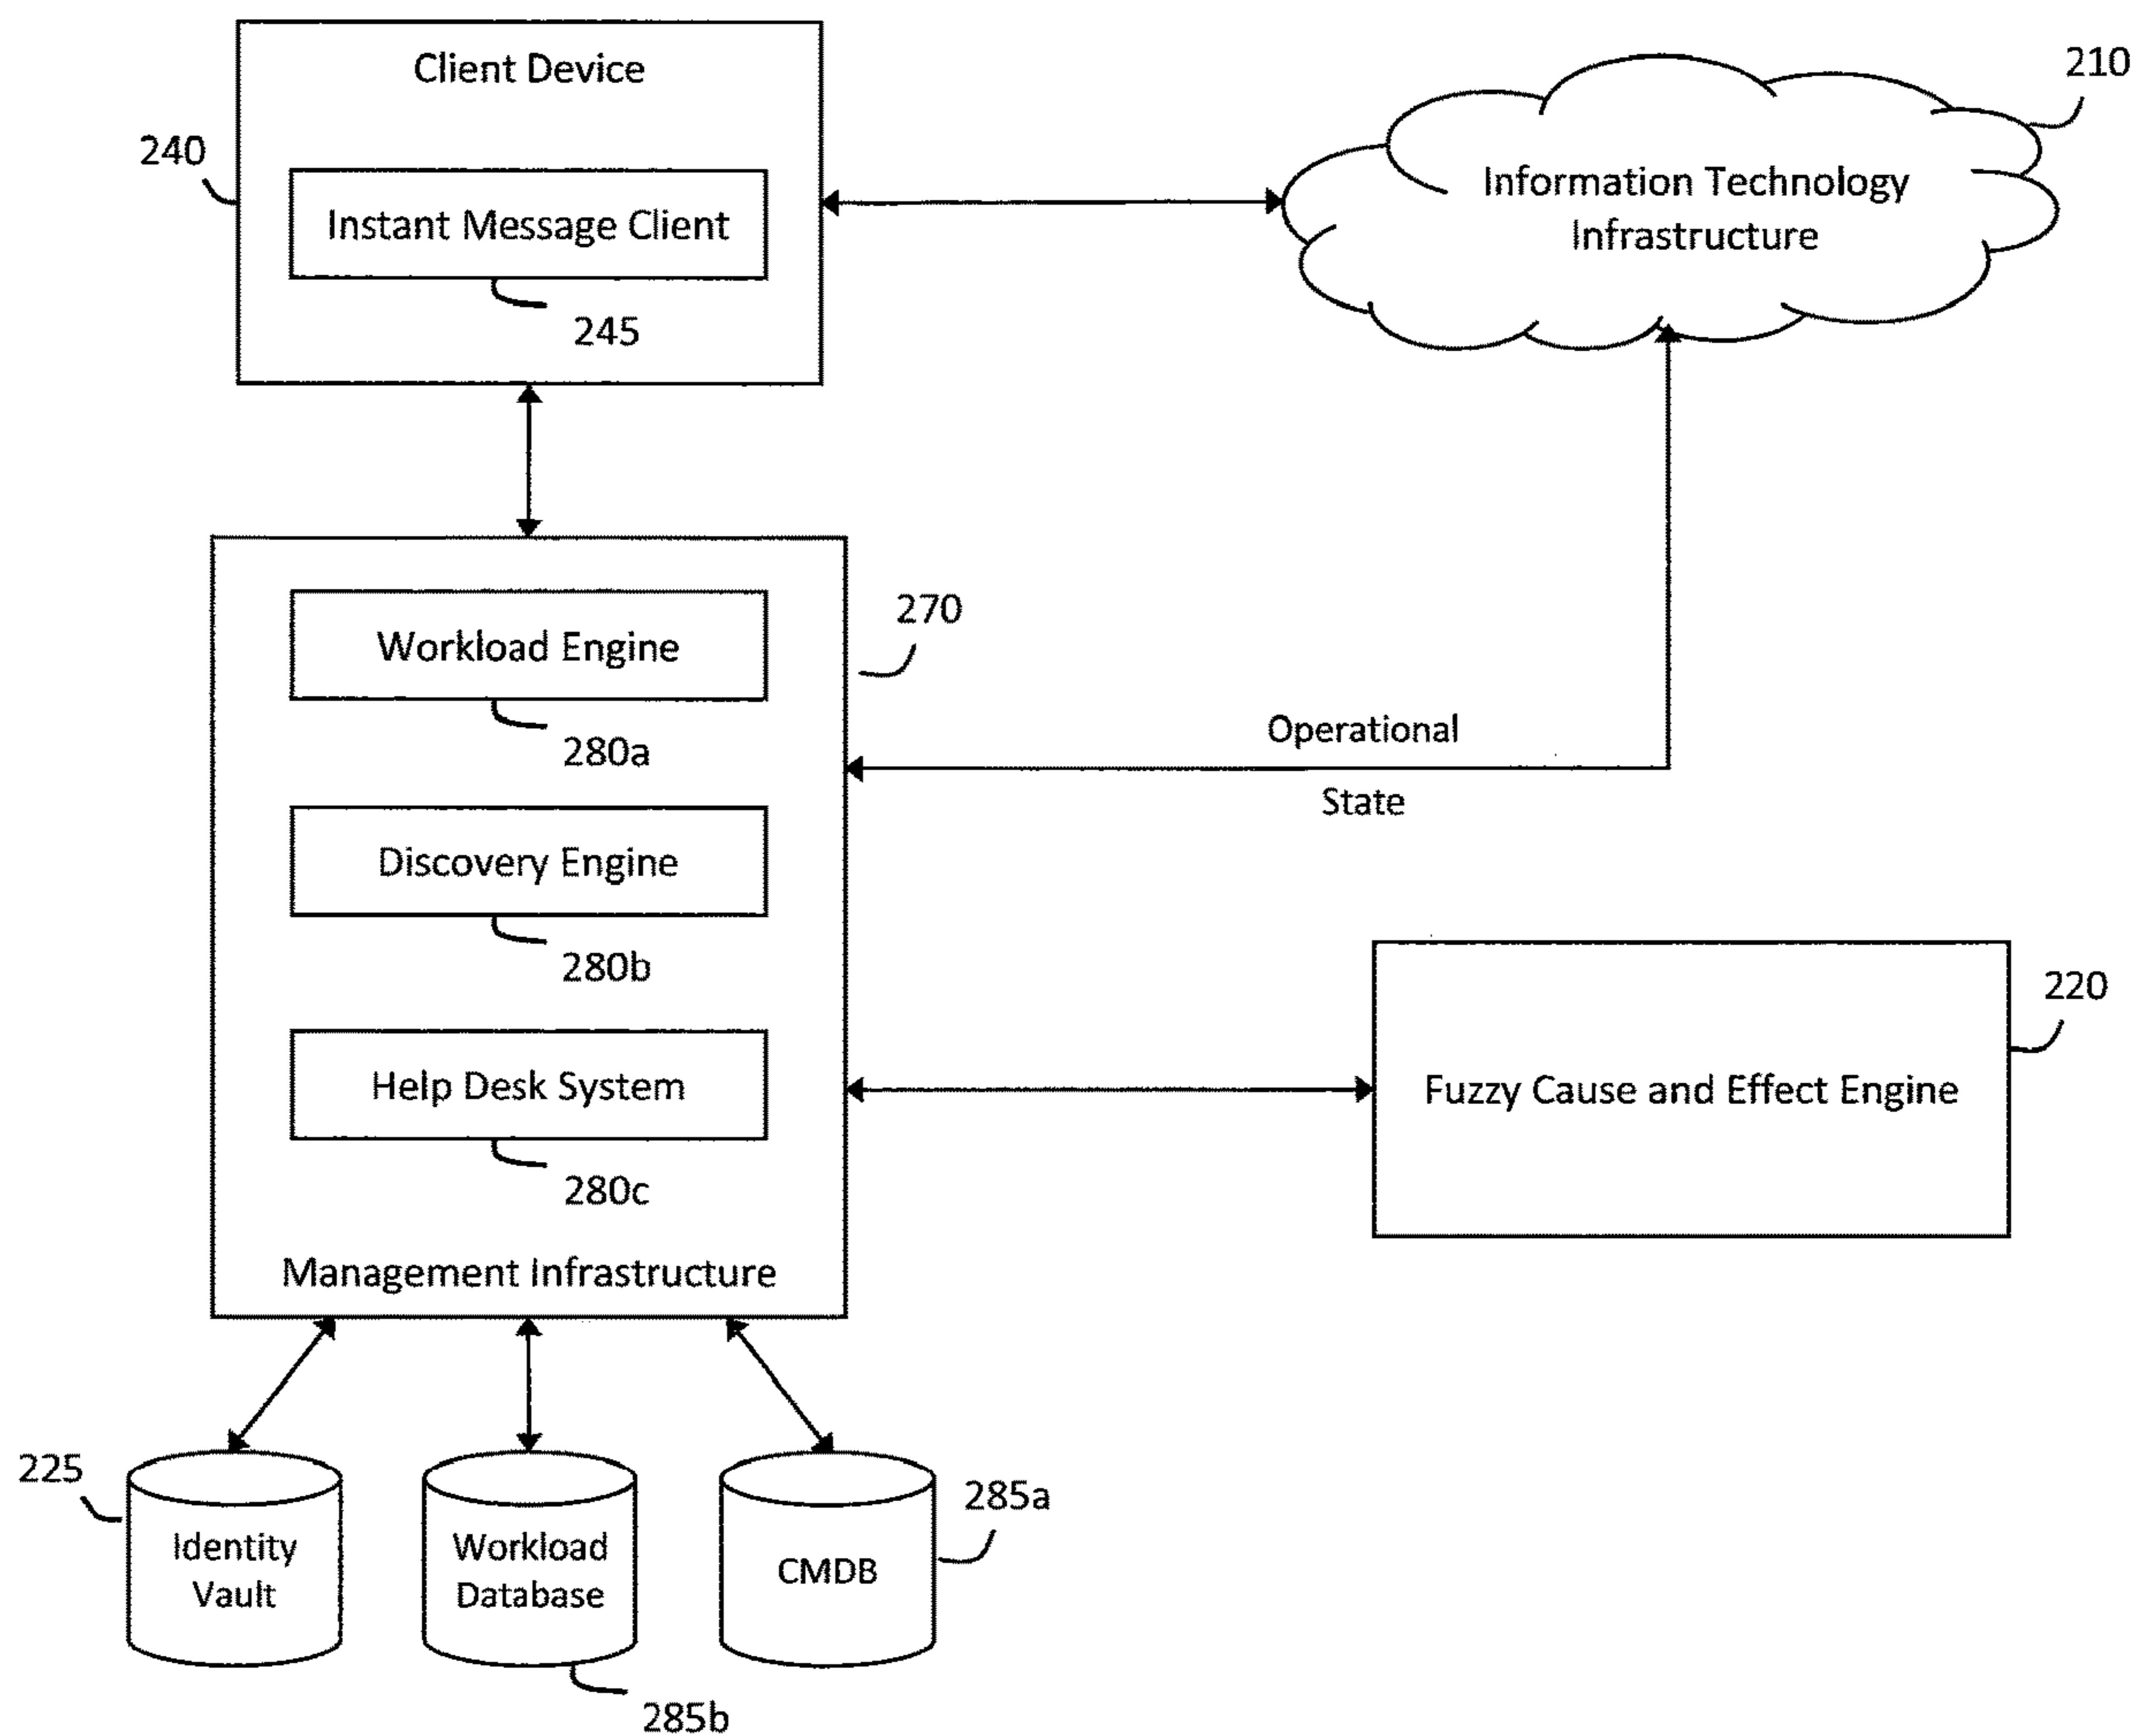 Client Device
240
Instant Message Client
245
210
Information Technology
Infrastructure
270
Workload Engine
280a
Operational
State
Discovery Engine
280b
220
Help Desk System
280c
Fuzzy Cause and Effect Engine
Management Infrastructure
225
Identity
Vault
Workload
Database
285b
CMDB
285a